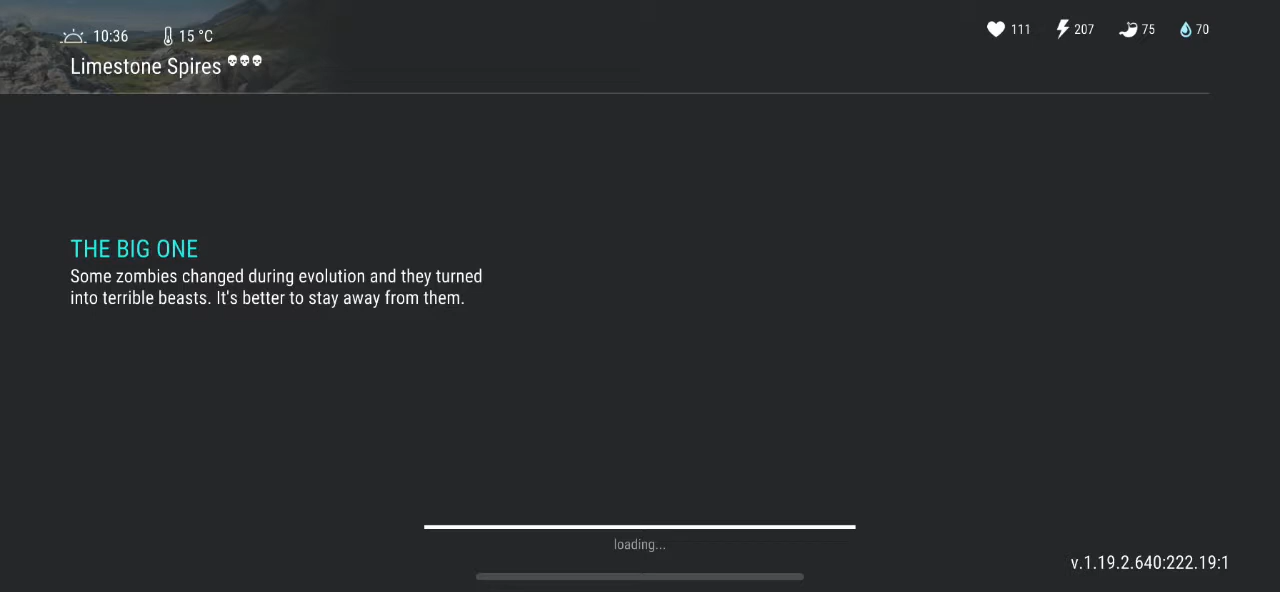 10:36 15 °C
111 207 75 70
Limestone Spires
THE BIG ONE
Some zombies changed during evolution and they turned
into terrible beasts. It's better to stay away from them.
loading...
v.1.19.2.640:222.19:1